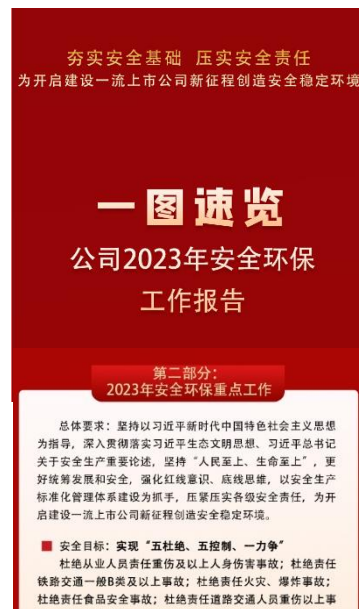 夯实安全基础 压实安全责任
为开启建设一流上市公司新征程创造安全稳定环境
一图速览
公司2023年安全环保
工作报告
第二部分：
2023年安全环保重点工作
总体要求：坚持以习近平新时代中国特色社会主义思想
为指导，深入贯彻落实习近平生态文明思想、习近平总书记
关于安全生产重要论述，坚持“人民至上、生命至上”，更
好统筹发展和安全，强化红线意识、底线思维，以安全生产
标准化管理体系建设为抓手，压紧压实各级安全责任，为开
启建设一流上市公司新征程创造安全稳定环境。
安全目标：实现“五杜绝、五控制、一力争”
杜绝从业人员责任重伤及以上人身伤害事故；杜绝责任
铁路交通一般B类及以上事故；杜绝责任火灾、爆炸事故；
杜绝责任食品安全事故；杜绝责任道路交通人员重伤以上事